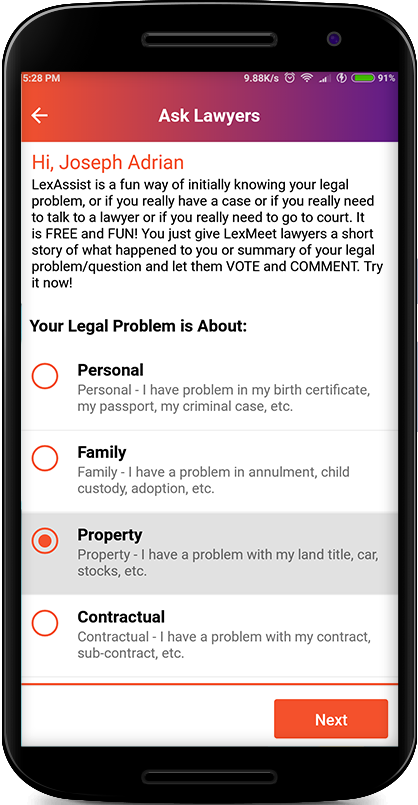 5:28 PM 9.88K/s 91%
Ask Lawyers
Hi, Joseph Adrian
LexAssist is a fun way of initially knowing your legal
problem, or if you really have a case or if you really need
to talk to a lawyer or if you really need to go to court. It
is FREE and FUN! You just give LexMeet lawyers a short
story of what happened to you or summary of your legal
problem/question and let them VOTE and COMMENT. Try
it now!
Your Legal Problem is About:
Personal
Personal - I have problem in my birth certificate,
my passport, my criminal case, etc.
Family
Family - I have a problem in annulment, child
custody, adoption, etc.
Property
Property - I have a problem with my land title, car,
stocks, etc.
Contractual
Contractual - I have a problem with my contract,
sub-contract, etc.
Next